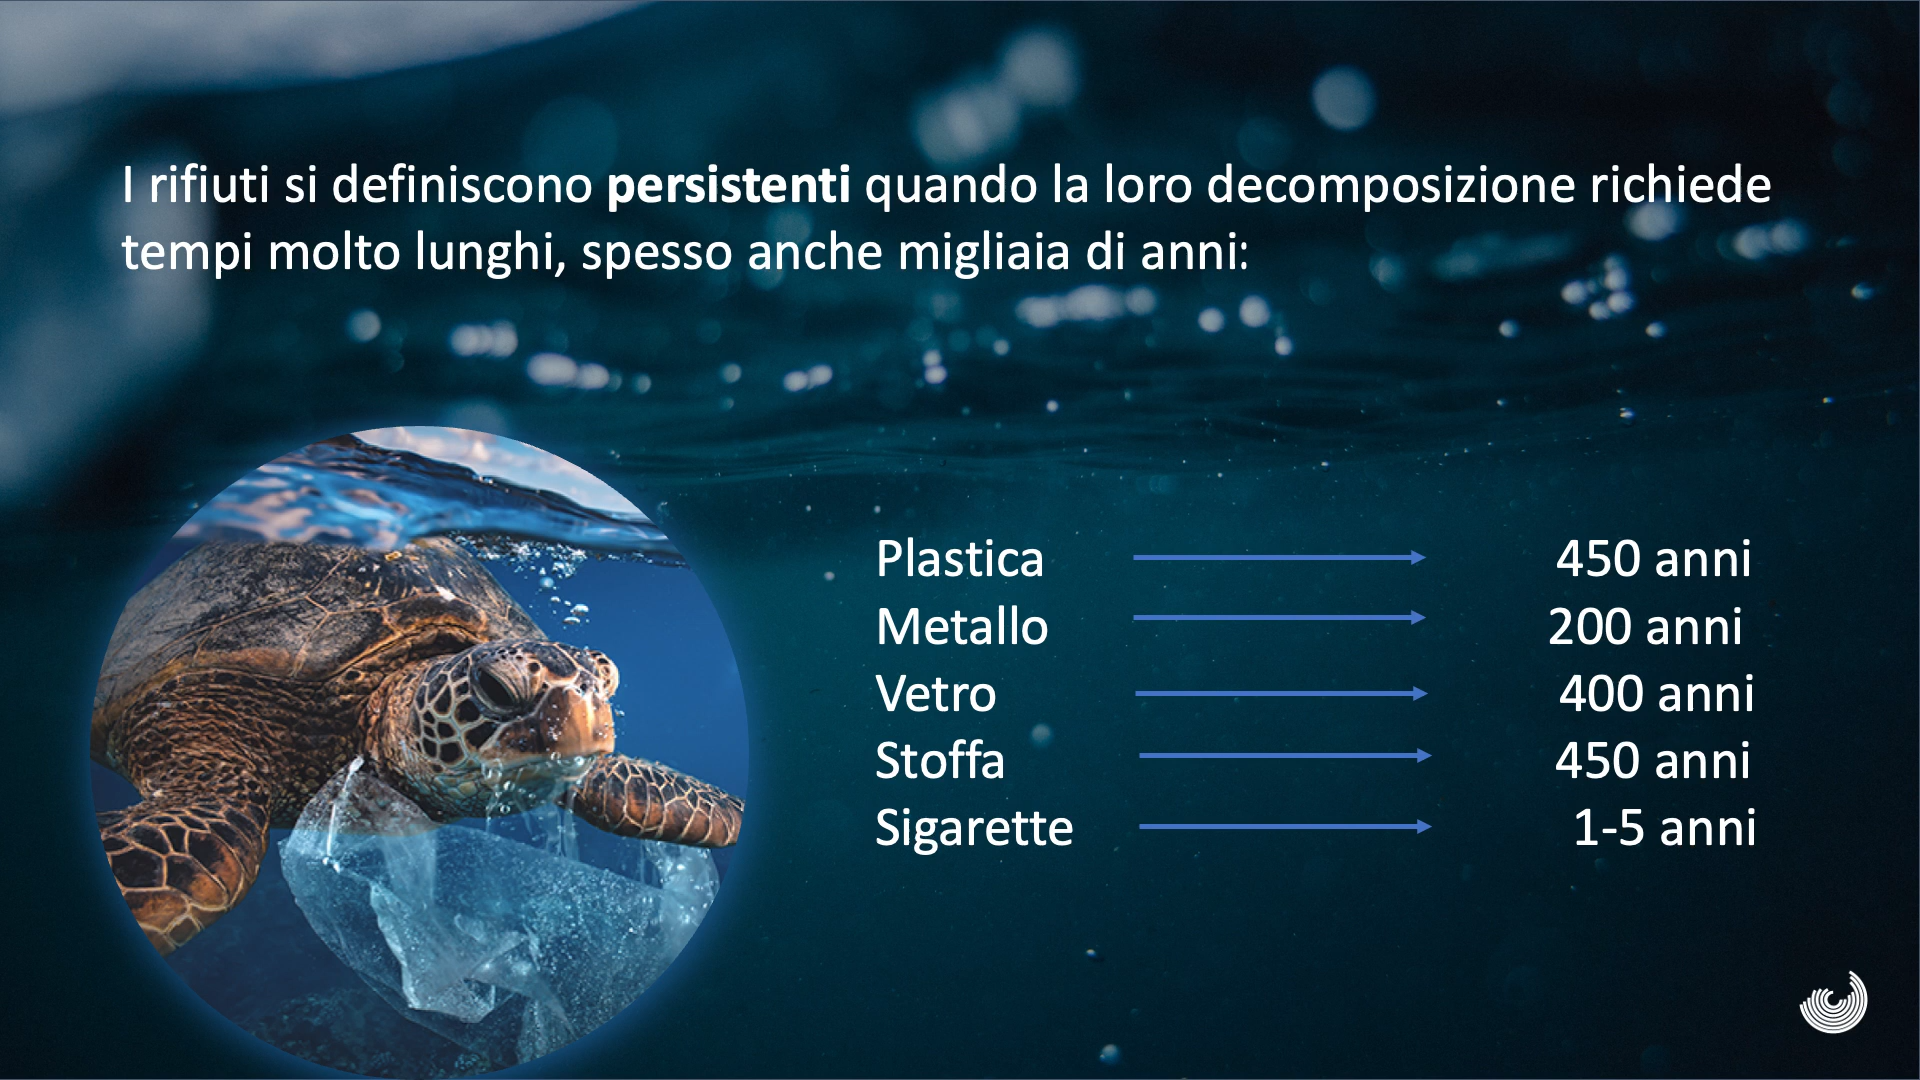 I rifiuti si definiscono persistenti quando la loro decomposizione richiede
tempi molto lunghi, spesso anche migliaia di anni:
Plastica 450 anni
Metallo 200 anni
Vetro 400 anni
Stoffa 450 anni
Sigarette 1-5 anni